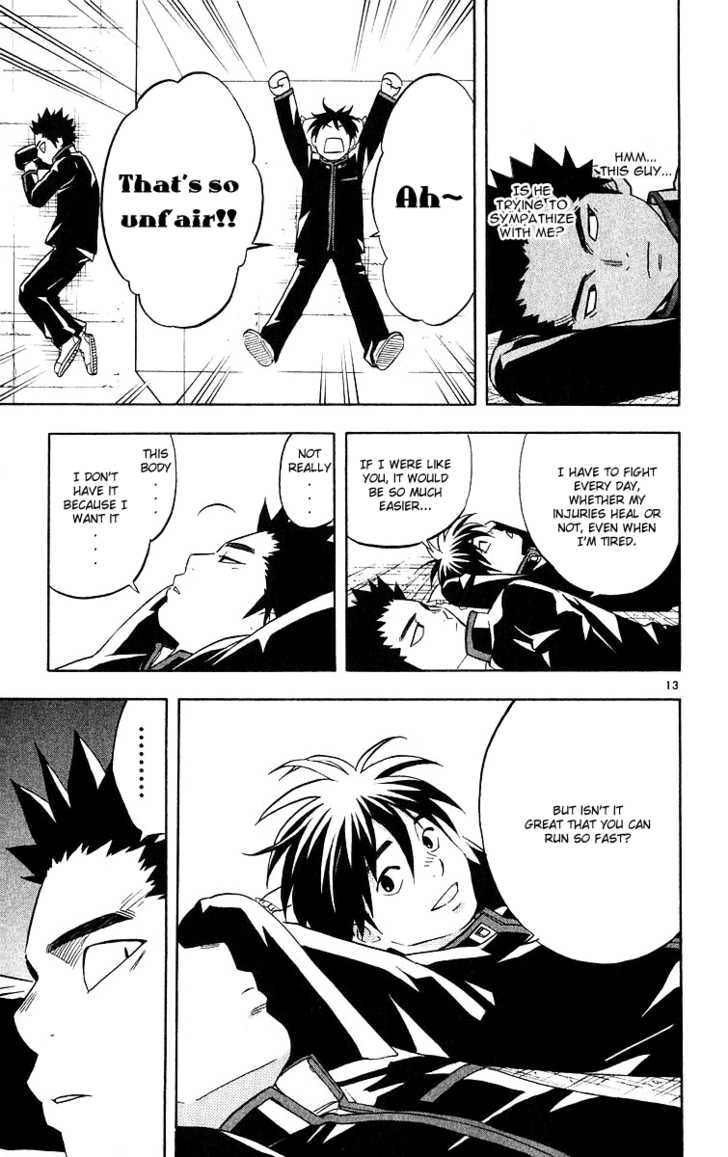 HMM...
THIS GUY...
IS HE
TRYING TO
SYMPATHIZE
WITH ME?
Ah~
That's so
unfair!!
I HAVE TO FIGHT
EVERY DAY,
WHETHER MY
INJURIES HEAL OR
NOT, EVEN WHEN
I'M TIRED.
IF I WERE LIKE
YOU, IT WOULD
BE SO MUCH
EASIER...
NOT
REALLY
. . .
THIS
BODY
. . .
I DON'T
HAVE IT
BECAUSE I
WANT IT
. . .
13
BUT ISN'T IT
GREAT THAT YOU CAN
RUN SO FAST?
.........